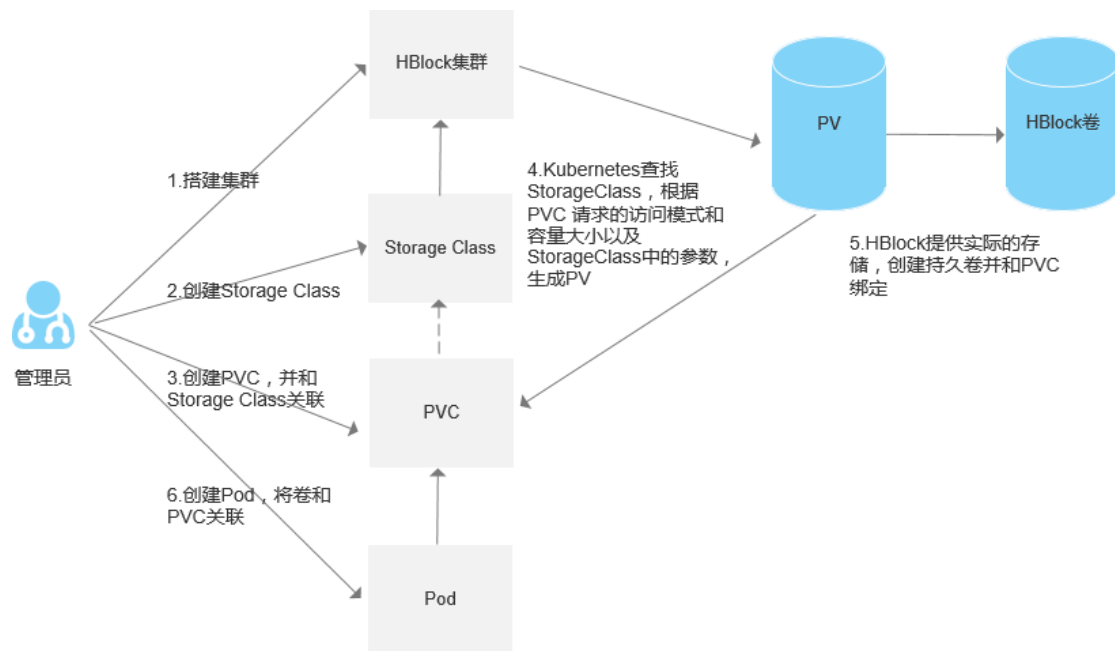 HBlock集群
PV
HBlock卷
1.搭建集群
4.Kubernetes查找
StorageClass，根据
PVC 请求的访问模式和
容量大小以及
StorageClass中的参数，
生成PV
Storage Class
5.HBlock提供实际的存
储，创建持久卷并和PVC
绑定
2.创建Storage Class
管理员
3.创建PVC，并和
Storage Class关联
PVC
6.创建Pod，将卷和
PVC关联
Pod